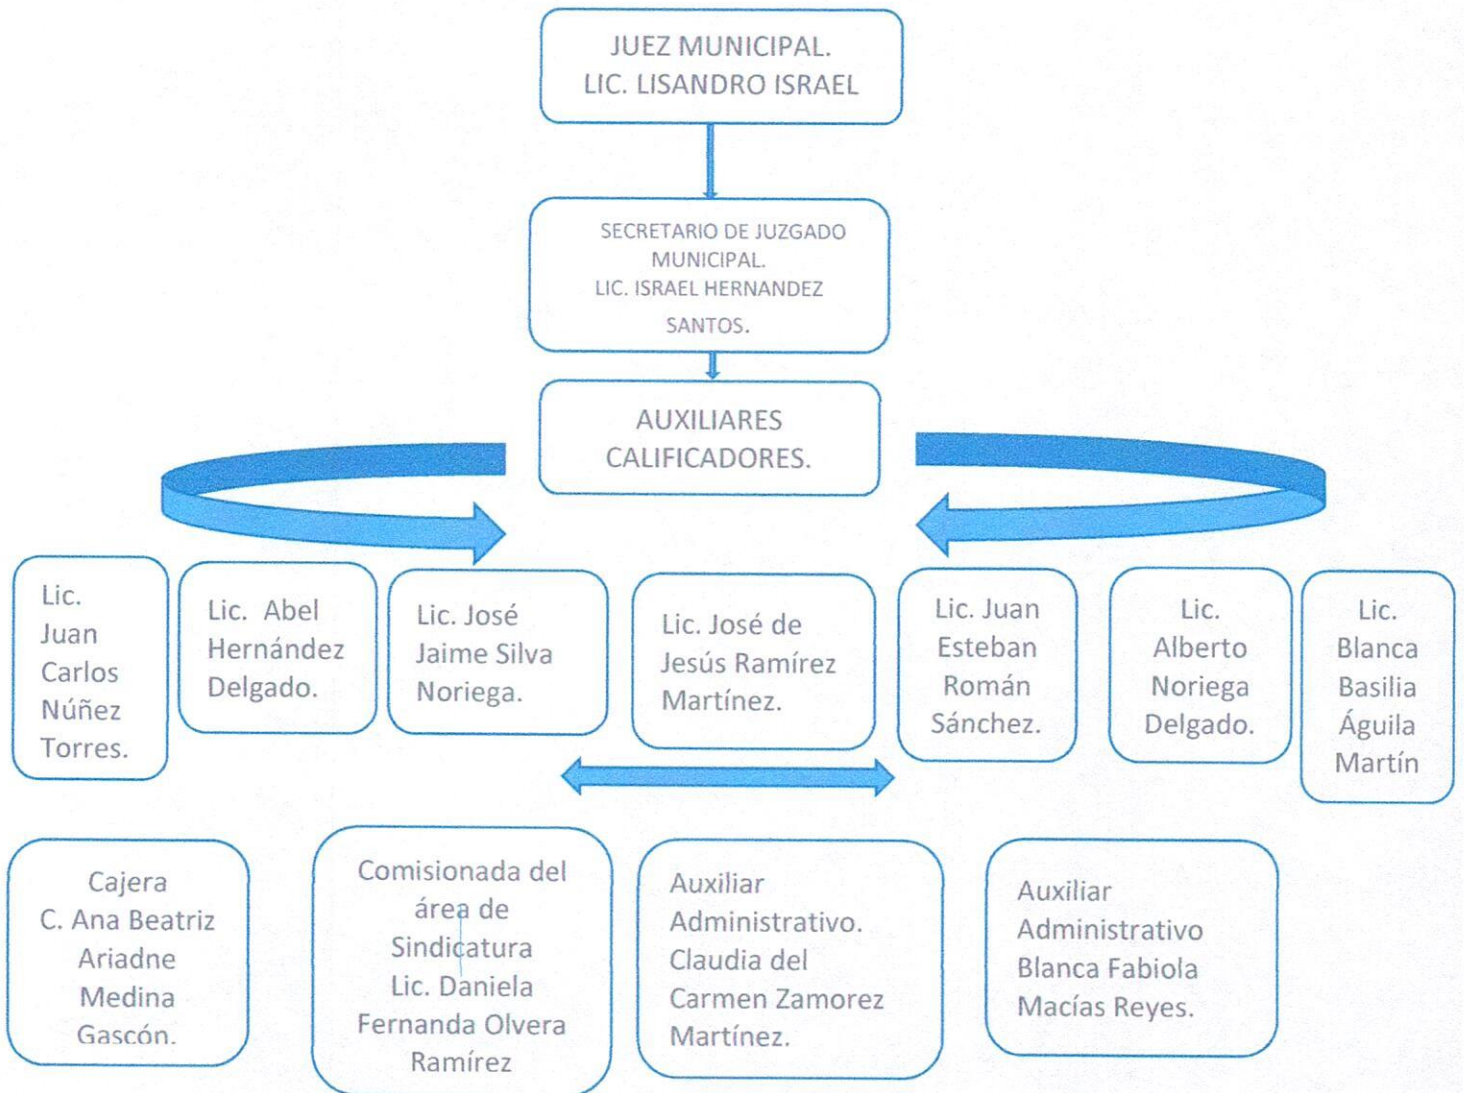 JUEZ MUNICIPAL.
LIC. LISANDRO ISRAEL
SECRETARIO DE JUZGADO
MUNICIPAL.
LIC. ISRAEL HERNANDEZ
SANTOS.
AUXILIARES
CALIFICADORES.
Lic.
Juan
Carlos
Núñez
Torres.
Lic. Abel
Hernández
Delgado.
Lic. José
Jaime Silva
Noriega.
Lic. José de
Jesús Ramírez
Martínez.
Lic. Juan
Esteban
Román
Sánchez.
Lic.
Alberto
Noriega
Delgado.
Lic.
Blanca
Basilia
Águila
Martín
Cajera
C. Ana Beatriz
Ariadne
Medina
Gascón.
Comisionada del
área de
Sindicatura
Lic. Daniela
Fernanda Olvera
Ramírez
Auxiliar
Administrativo.
Claudia del
Carmen Zamorez
Martínez.
Auxiliar
Administrativo
Blanca Fabiola
Macías Reyes.